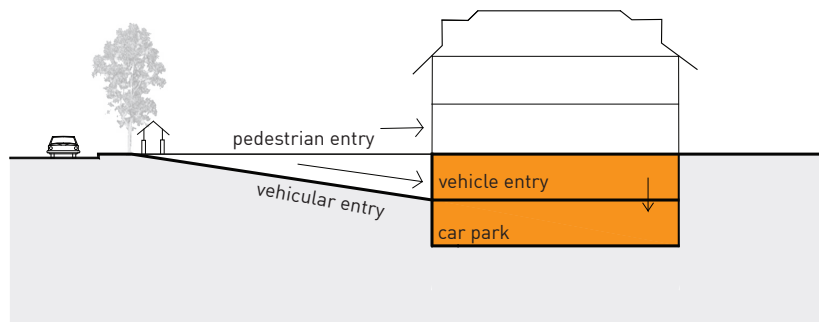 pedestrian entry
vehicular entry
vehicle entry
car park